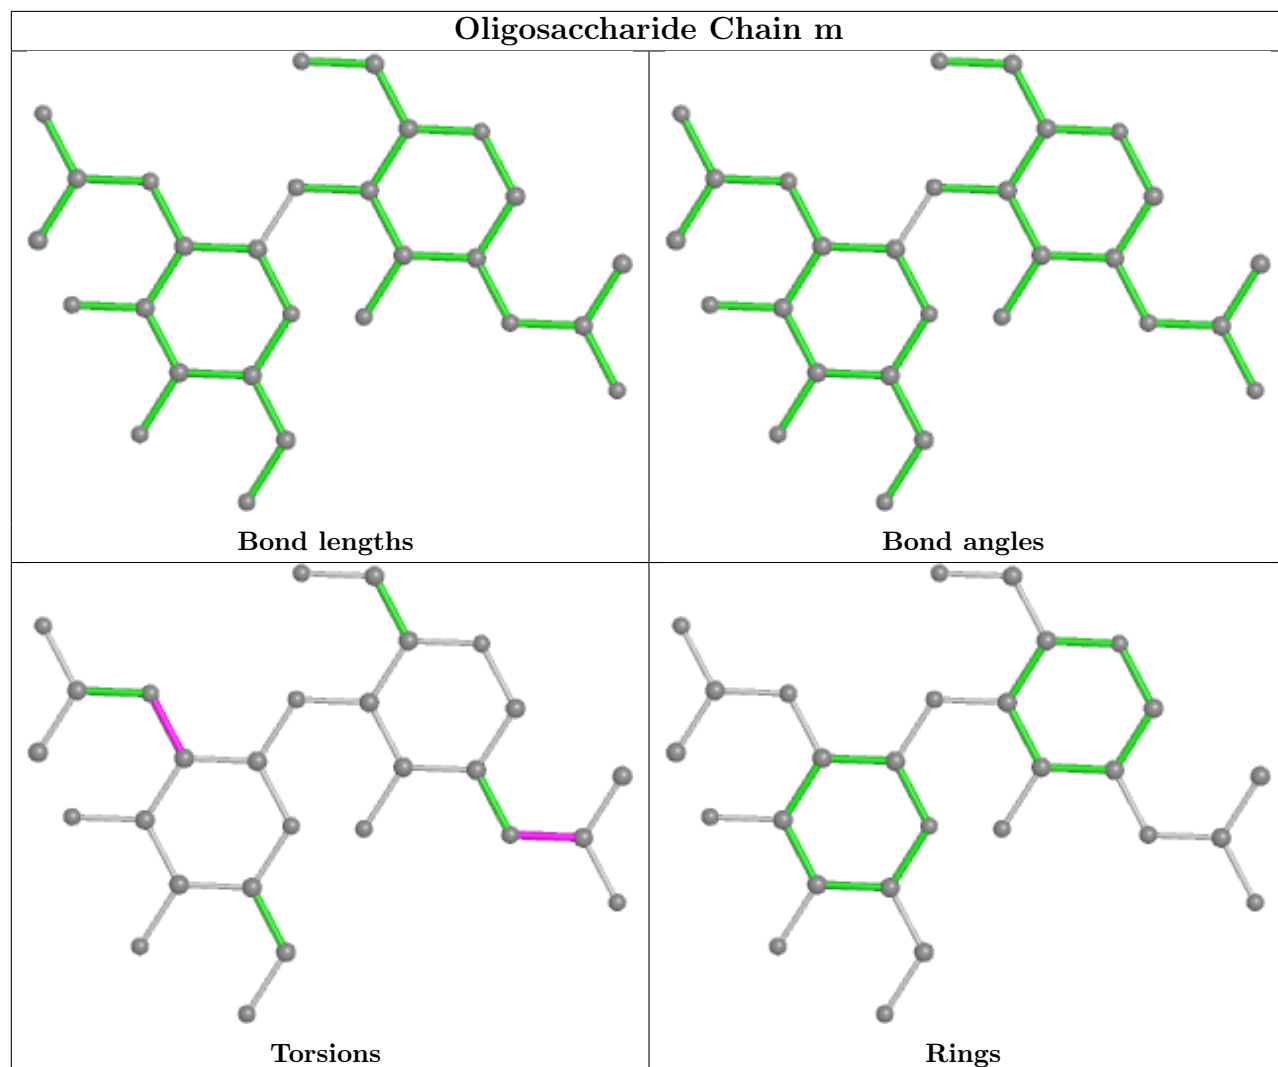 Oligosaccharide Chain m
Bond lengths
Bond angles
Torsions
Rings